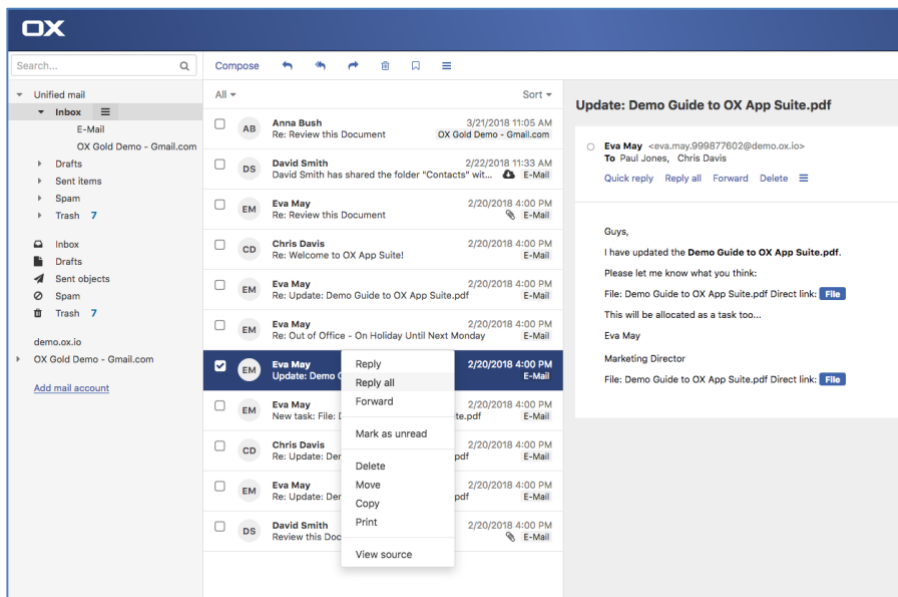 OX
Search...
Compose
Unified mail
Inbox
E-Mail
OX Gold Demo - Gmail.com
Drafts
Sent items
Spam
Trash 7
Inbox
Drafts
Sent objects
Spam
Trash 7
demo.ox.io
OX Gold Demo - Gmail.com
Add mail account
All
Sort
AB
Anna Bush 3/21/2018 11:05 AM
Re: Review this Document OX Gold Demo - Gmail.com
DS
David Smith 2/22/2018 11:33 AM
David Smith has shared the folder "Contacts" wit... E-Mail
EM
Eva May 2/20/2018 4:00 PM
Re: Review this Document E-Mail
CD
Chris Davis 2/20/2018 4:00 PM
Re: Welcome to OX App Suite! E-Mail
EM
Eva May 2/20/2018 4:00 PM
Re: Update: Demo Guide to OX App Suite.pdf E-Mail
EM
Eva May 2/20/2018 4:00 PM
Re: Out of Office - On Holiday Until Next Monday E-Mail
EM
Eva May 2/20/2018 4:00 PM
Update: Demo E-Mail
EM
Eva May 2/20/2018 4:00 PM
New task: File: te.pdf E-Mail
CD
Chris Davis 2/20/2018 4:00 PM
Re: Update: Der pdf E-Mail
EM
Eva May 2/20/2018 4:00 PM
Re: Update: Der pdf E-Mail
DS
David Smith 2/20/2018 4:00 PM
Review this Doc E-Mail
Reply
Reply all
Forward
Mark as unread
Delete
Move
Copy
Print
View source
Update: Demo Guide to OX App Suite.pdf
Eva May <eva.may.999877602@demo.ox.io>
To Paul Jones, Chris Davis
Quick reply Reply all Forward Delete
Guys,
I have updated the Demo Guide to OX App Suite.pdf.
Please let me know what you think:
File: Demo Guide to OX App Suite.pdf Direct link: File
This will be allocated as a task too...
Eva May
Marketing Director
File: Demo Guide to OX App Suite.pdf Direct link: File